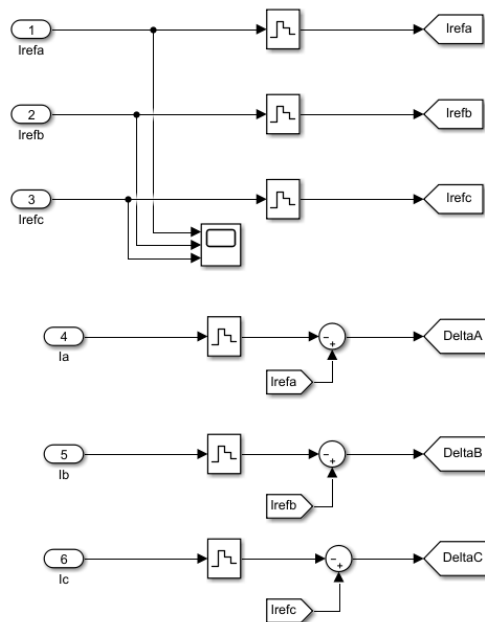 1
Irefa
Irefa
2
Irefb
Irefb
3
Irefc
Irefc
4
Ia
Irefa
DeltaA
5
Ib
Irefb
DeltaB
6
Ic
Irefc
DeltaC